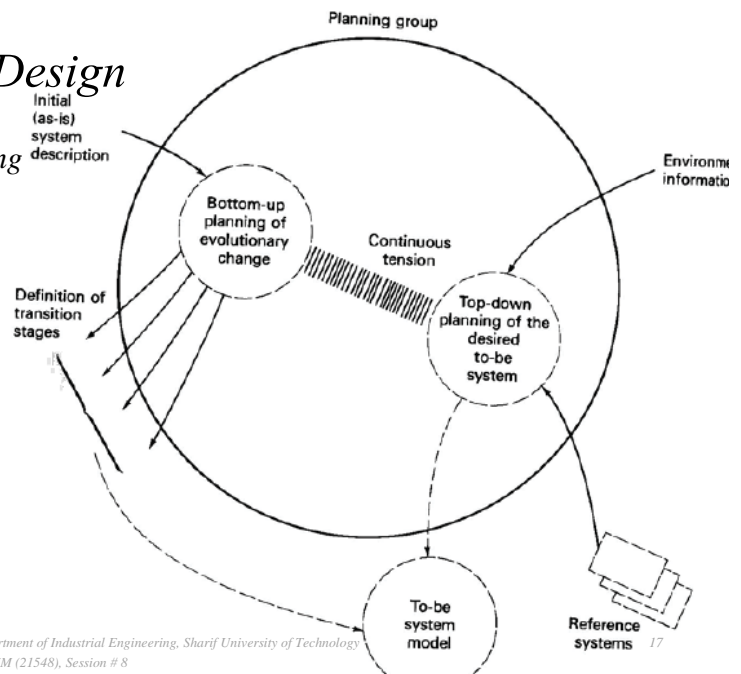 Planning group
Design
Initial
(as-is)
system
description
ng
Bottom-up
planning of
evolutionary
change
Continuous
tension
Environme
informatio
Definition of
transition
stages
Top-down
planning of the
desired
to-be
system
To-be
system
model
Reference
systems
rtment of Industrial Engineering, Sharif University of Technology
17
M (21548), Session # 8